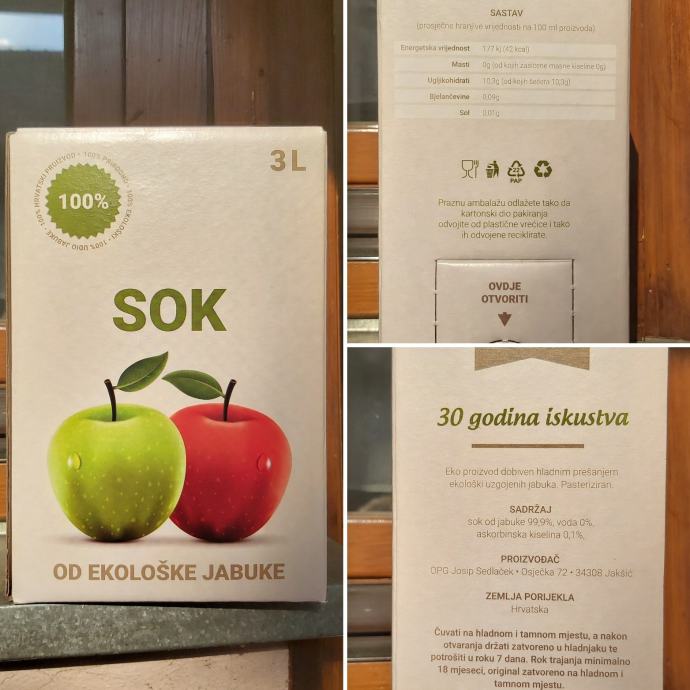 3 L
100% HRVATSKI PROIZVOD • 100% PRIRODNO • 100% EKOLOŠKI • 100% UDIO JABUKE •
100%
SOK
OD EKOLOŠKE JABUKE
SASTAV
(prosječne hranjive vrijednosti na 100 ml proizvoda)
Energetska vrijednost 177 kj (42 kcal)
Masti 0g (od kojih zasićene masne kiseline 0g)
Ugljikohidrati 10,3g (od kojih šećera 10,3g)
Bjelančevine 0,09g
Sol 0,01g
22
PAP
Praznu ambalažu odlažete tako da
kartonski dio pakiranja
odvojite od plastične vrećice i tako
ih odvojene reciklirate.
OVDJE
OTVORITI
30 godina iskustva
Eko proizvod dobiven hladnim prešanjem
ekološki uzgojenih jabuka. Pasteriziran.
SADRŽAJ
sok od jabuke 99,9%, voda 0%,
askorbinska kiselina 0,1%,
PROIZVOĐAČ
OPG Josip Sedlaček • Osječka 72 • 34308 Jakšić
ZEMLJA PORIJEKLA
Hrvatska
Čuvati na hladnom i tamnom mjestu, a nakon
otvaranja držati zatvoreno u hladnjaku te
potrošiti u roku 7 dana. Rok trajanja minimalno
18 mjeseci, original zatvoreno na hladnom i
tamnom mjestu.